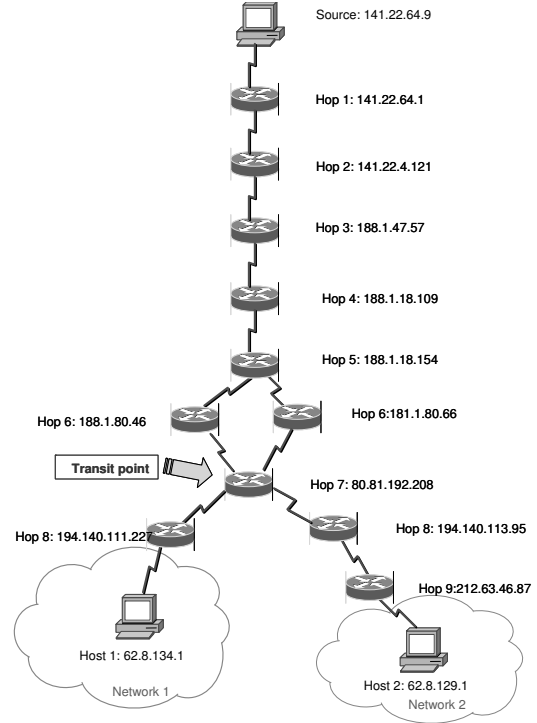 Source: 141.22.64.9
Hop 1: 141.22.64.1
Hop 2: 141.22.4.121
Hop 3: 188.1.47.57
Hop 4: 188.1.18.109
Hop 5: 188.1.18.154
Hop 6: 188.1.80.46
Hop 6:181.1.80.66
Transit point
Hop 7: 80.81.192.208
Hop 8: 194.140.111.227
Hop 8: 194.140.113.95
Hop 9:212.63.46.87
Host 1: 62.8.134.1
Network 1
Host 2: 62.8.129.1
Network 2